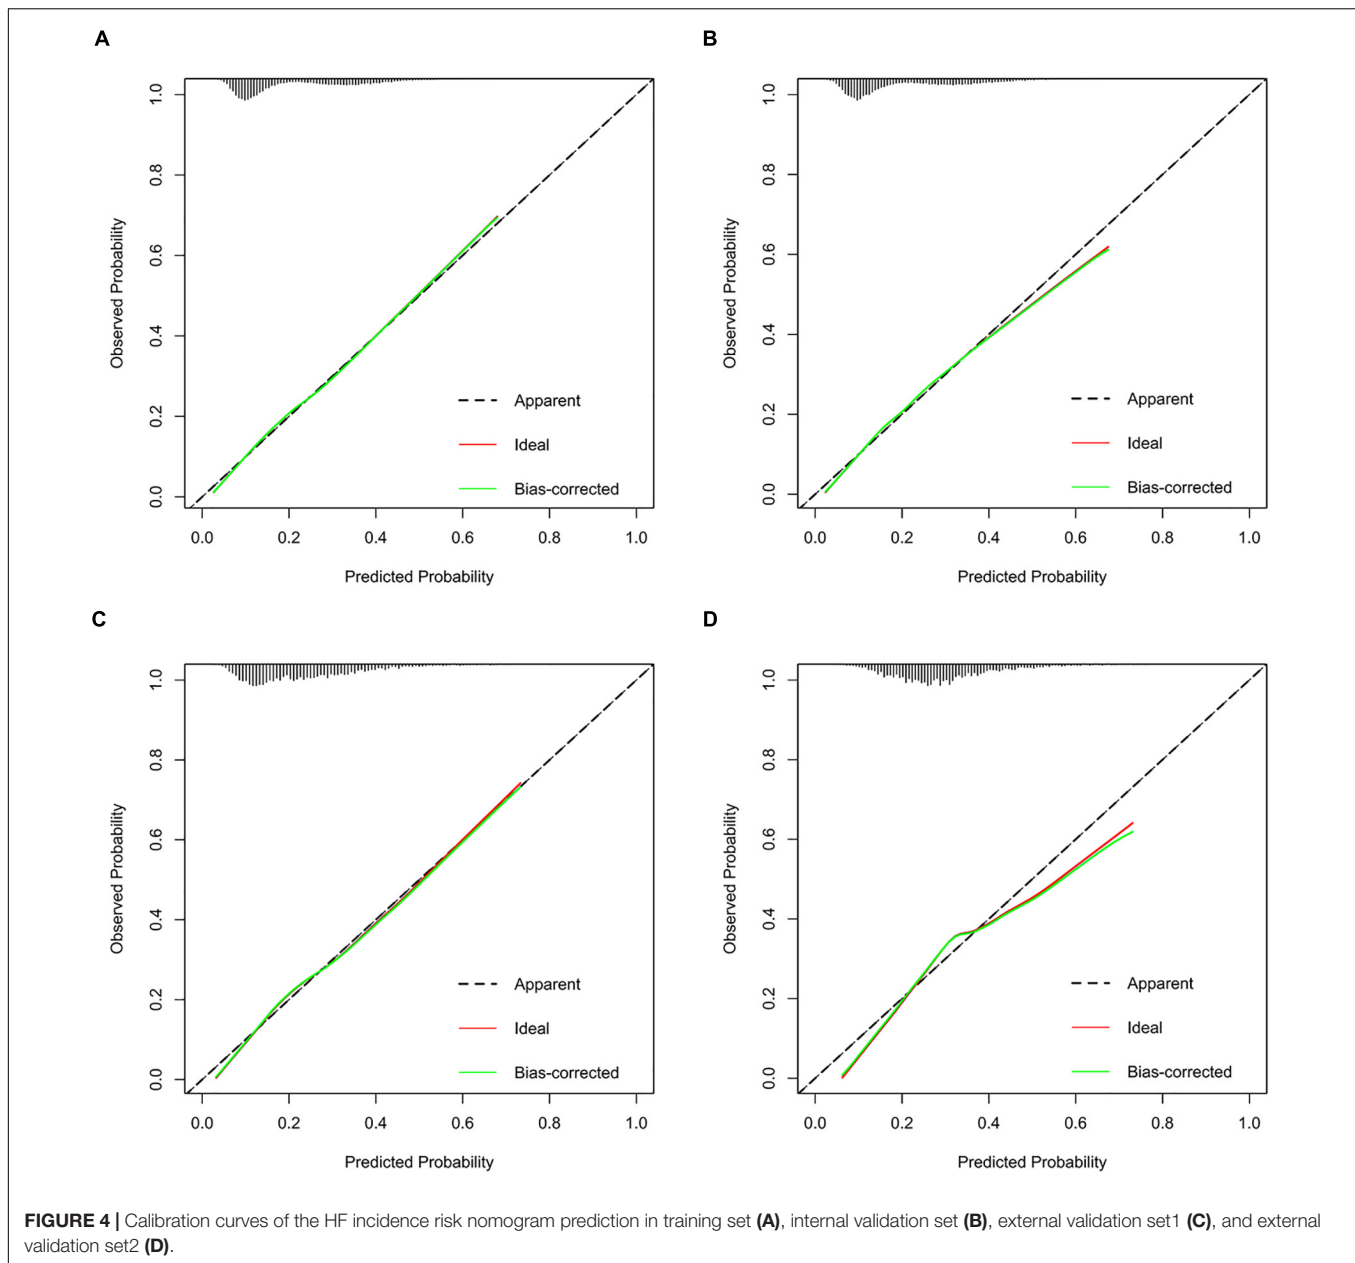 A
B
1.0
0.8
0.6
0.4
0.2
0.0
Observed Probability
Apparent
Ideal
Bias-corrected
0.0 0.2 0.4 0.6 0.8 1.0
Predicted Probability
1.0
0.8
0.6
0.4
0.2
0.0
Observed Probability
Apparent
Ideal
Bias-corrected
0.0 0.2 0.4 0.6 0.8 1.0
Predicted Probability
C
D
1.0
0.8
0.6
0.4
0.2
0.0
Observed Probability
Apparent
Ideal
Bias-corrected
0.0 0.2 0.4 0.6 0.8 1.0
Predicted Probability
1.0
0.8
0.6
0.4
0.2
0.0
Observed Probability
Apparent
Ideal
Bias-corrected
0.0 0.2 0.4 0.6 0.8 1.0
Predicted Probability
FIGURE 4 | Calibration curves of the HF incidence risk nomogram prediction in training set (A), internal validation set (B), external validation set1 (C), and external
validation set2 (D).